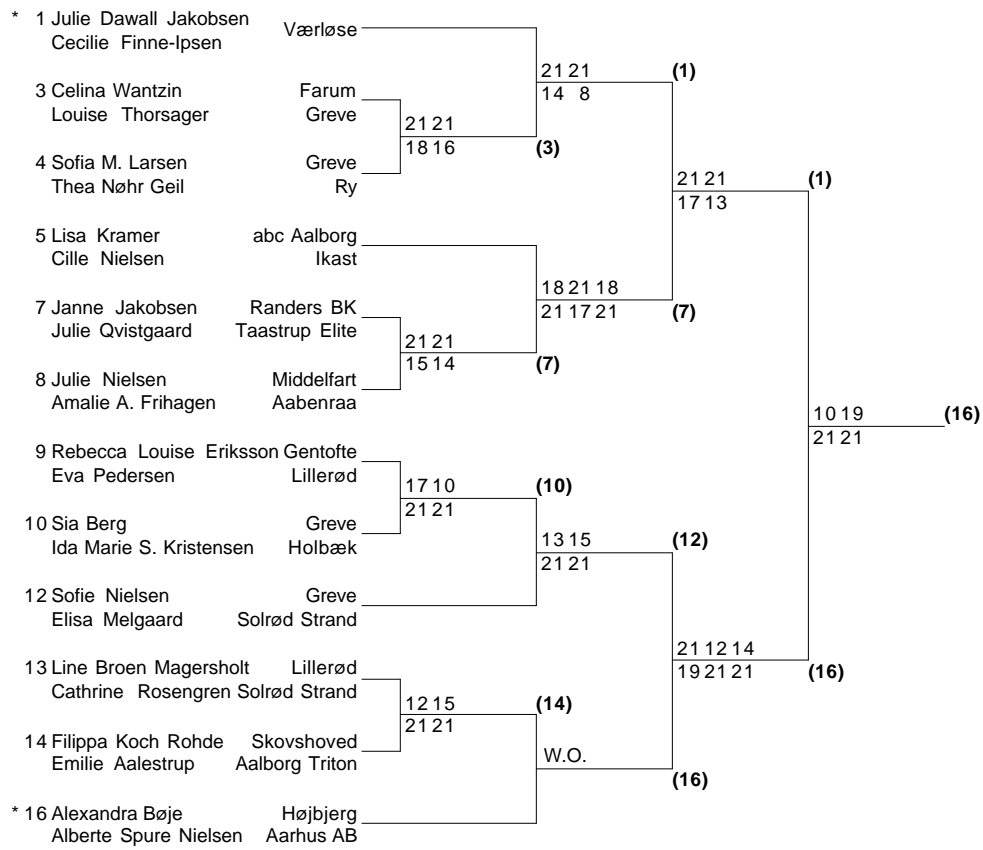 * 1 Julie Dawall Jakobsen Værløse
Cecilie Finne-Ipsen
21 21 (1)
14 8
3 Celina Wantzin Farum
Louise Thorsager Greve
21 21
18 16 (3)
4 Sofia M. Larsen Greve
Thea Nøhr Geil Ry
21 21 (1)
17 13
5 Lisa Kramer abc Aalborg
Cille Nielsen Ikast
18 21 18
21 17 21 (7)
7 Janne Jakobsen Randers BK
Julie Qvistgaard Taastrup Elite
21 21
15 14 (7)
8 Julie Nielsen Middelfart
Amalie A. Frihagen Aabenraa
10 19 (16)
21 21
9 Rebecca Louise Eriksson Gentofte
Eva Pedersen Lillerød
17 10 (10)
21 21
10 Sia Berg Greve
Ida Marie S. Kristensen Holbæk
13 15 (12)
21 21
12 Sofie Nielsen Greve
Elisa Melgaard Solrød Strand
21 12 14
19 21 21 (16)
13 Line Broen Magersholt Lillerød
Cathrine Rosengren Solrød Strand
12 15 (14)
21 21
14 Filippa Koch Rohde Skovshoved
Emilie Aalestrup Aalborg Triton
W.O.
(16)
* 16 Alexandra Bøje Højbjerg
Alberte Spure Nielsen Aarhus AB